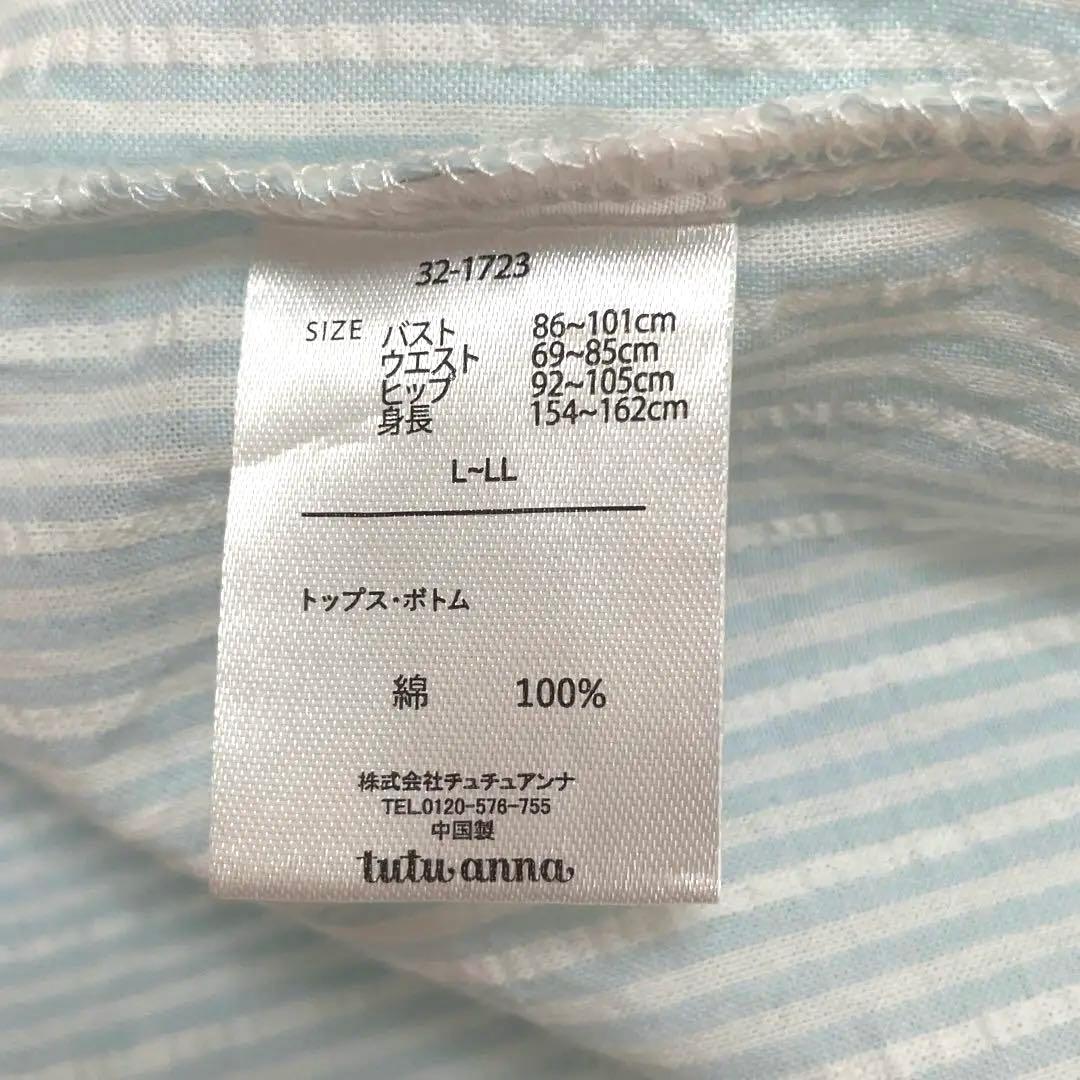 32-1723
SIZE バスト 86~101cm
ウエスト 69~85cm
ヒップ 92~105cm
身長 154~162cm
L~LL
トップス・ボトム
綿 100%
株式会社チュチュアンナ
TEL.0120-576-755
中国製
tutu anna